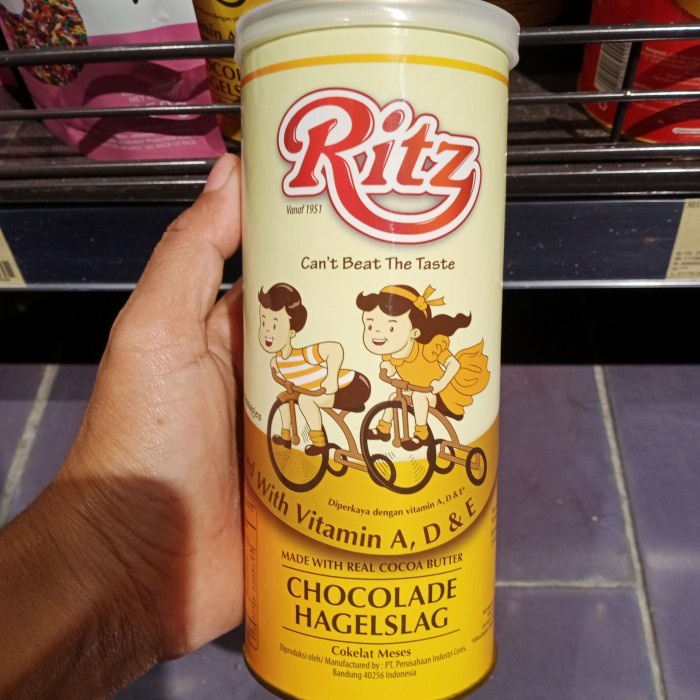 Ritz
Vanaf 1951
Can't Beat The Taste
Diperkaya dengan vitamin A, D & E*
With Vitamin A, D & E
MADE WITH REAL COCOA BUTTER
CHOCOLADE
HAGELSLAG
Cokelat Meses
Diproduksi oleh/ Manufactured by : PT. Perusahaan Industri Ceres,
Bandung 40256 Indonesia